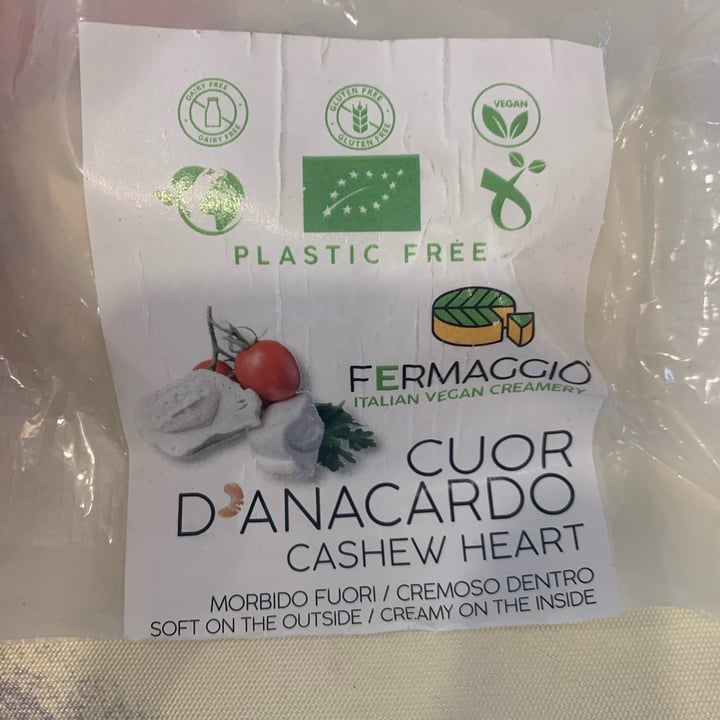 DAIRY FREE
DAIRY FREE
GLUTEN FREE
GLUTEN FREE
VEGAN
PLASTIC FREE
FERMAGGIO
ITALIAN VEGAN CREAMERY
CUOR
D'ANACARDO
CASHEW HEART
MORBIDO FUORI / CREMOSO DENTRO
SOFT ON THE OUTSIDE / CREAMY ON THE INSIDE